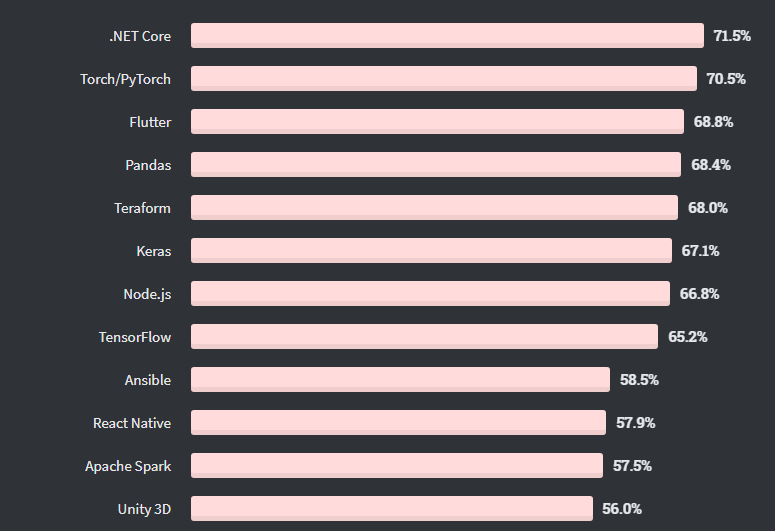 .NET Core 71.5%
Torch/PyTorch 70.5%
Flutter 68.8%
Pandas 68.4%
Teraform 68.0%
Keras 67.1%
Node.js 66.8%
TensorFlow 65.2%
Ansible 58.5%
React Native 57.9%
Apache Spark 57.5%
Unity 3D 56.0%